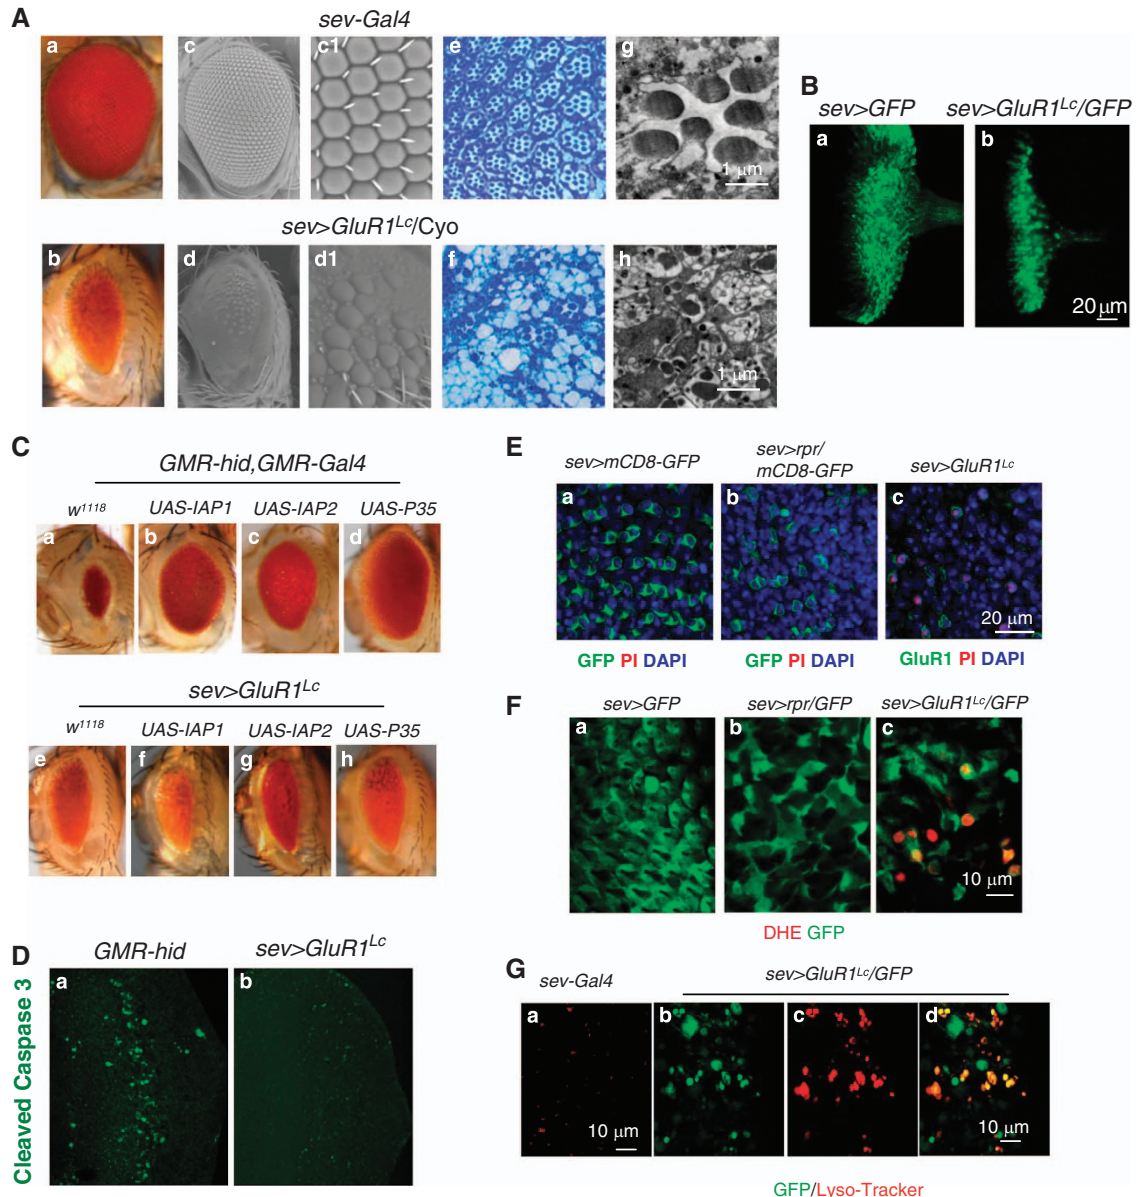 A
sev-Gal4
a c c1 e g
1 μm
sev>GluR1Lc/Cyo
b d d1 f h
1 μm
B
sev>GFP sev>GluR1Lc/GFP
a b
20 μm
C
GMR-hid,GMR-Gal4
w1118 UAS-IAP1 UAS-IAP2 UAS-P35
a b c d
sev>GluR1Lc
w1118 UAS-IAP1 UAS-IAP2 UAS-P35
e f g h
D
GMR-hid sev>GluR1Lc
Cleaved Caspase 3
a b
E
sev>mCD8-GFP sev>rpr/ sev>GluR1Lc
mCD8-GFP
a b c
20 μm
GFP PI DAPI GFP PI DAPI GluR1 PI DAPI
F
sev>GFP sev>rpr/GFP sev>GluR1Lc/GFP
a b c
10 μm
DHE GFP
G
sev-Gal4 sev>GluR1Lc/GFP
a b c d
10 μm 10 μm
GFP/Lyso-Tracker